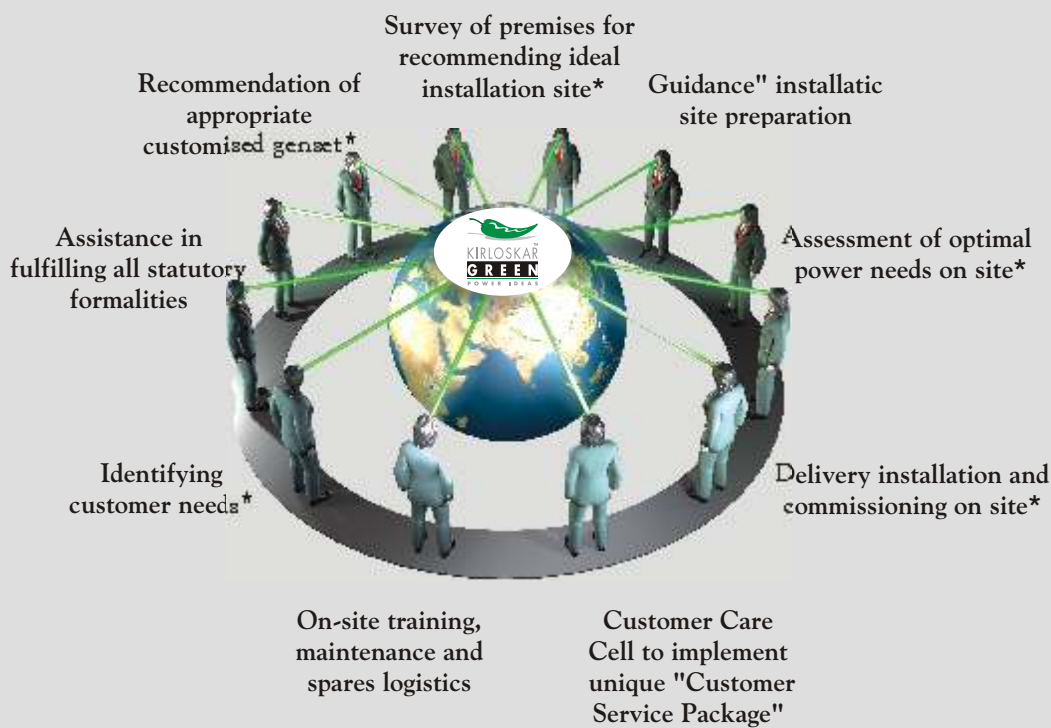 Survey of premises for
recommending ideal
installation site*
Recommendation of
appropriate
customised genset*
Guidance" installatic
site preparation
Assistance in
fulfilling all statutory
formalities
KIRLOSKAR™
GREEN
POWER IDEAS
Assessment of optimal
power needs on site*
Identifying
customer needs*
Delivery installation and
commissioning on site*
On-site training,
maintenance and
spares logistics
Customer Care
Cell to implement
unique "Customer
Service Package"